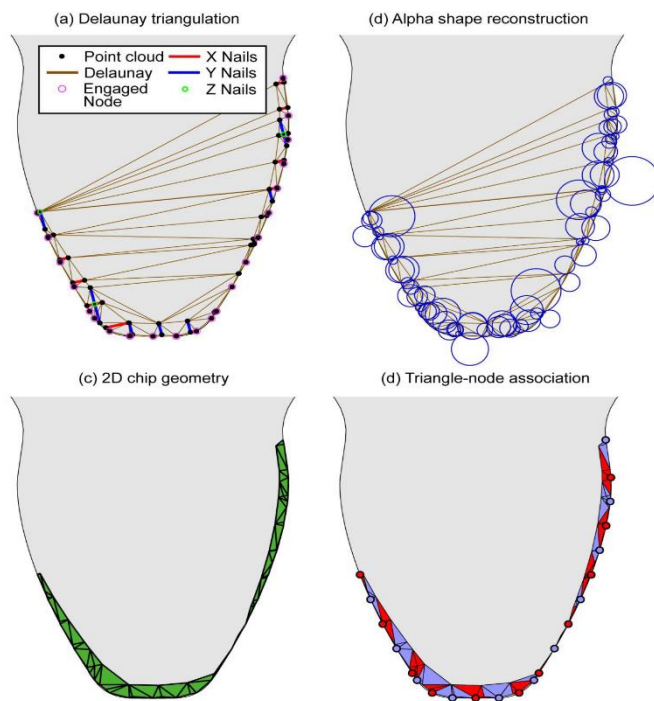 (a) Delaunay triangulation
(d) Alpha shape reconstruction
Point cloud
X Nails
Delaunay
Y Nails
Engaged
Node
Z Nails
(c) 2D chip geometry
(d) Triangle-node association